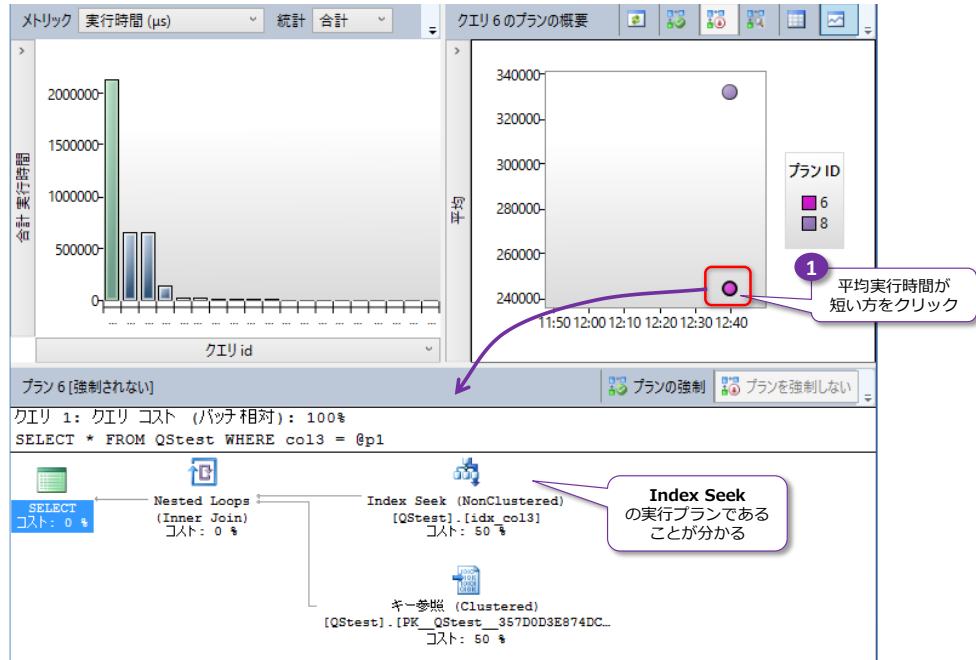 メトリック 実行時間 (μs) 統計 合計
クエリ 6 のプランの概要
合計 実行時間
2000000
1500000
1000000
500000
0
... ... ... ... ... ... ... ... ... ... ... ... ... ... ... ... ... ... ...
クエリ id
平均
340000
320000
300000
280000
260000
240000
11:50 12:00 12:10 12:20 12:30 12:40
プラン ID
6
8
1
平均実行時間が
短い方をクリック
プラン 6 [強制されない]
プランの強制 プランを強制しない
クエリ 1: クエリ コスト (バッチ相対): 100%
SELECT * FROM QStest WHERE col3 = @p1
SELECT
コスト: 0 %
Nested Loops
(Inner Join)
コスト: 0 %
Index Seek (NonClustered)
[QStest].[idx_col3]
コスト: 50 %
Index Seek
の実行プランである
ことが分かる
キー参照 (Clustered)
[QStest].[PK__QStest__357D0D3E874DC…
コスト: 50 %